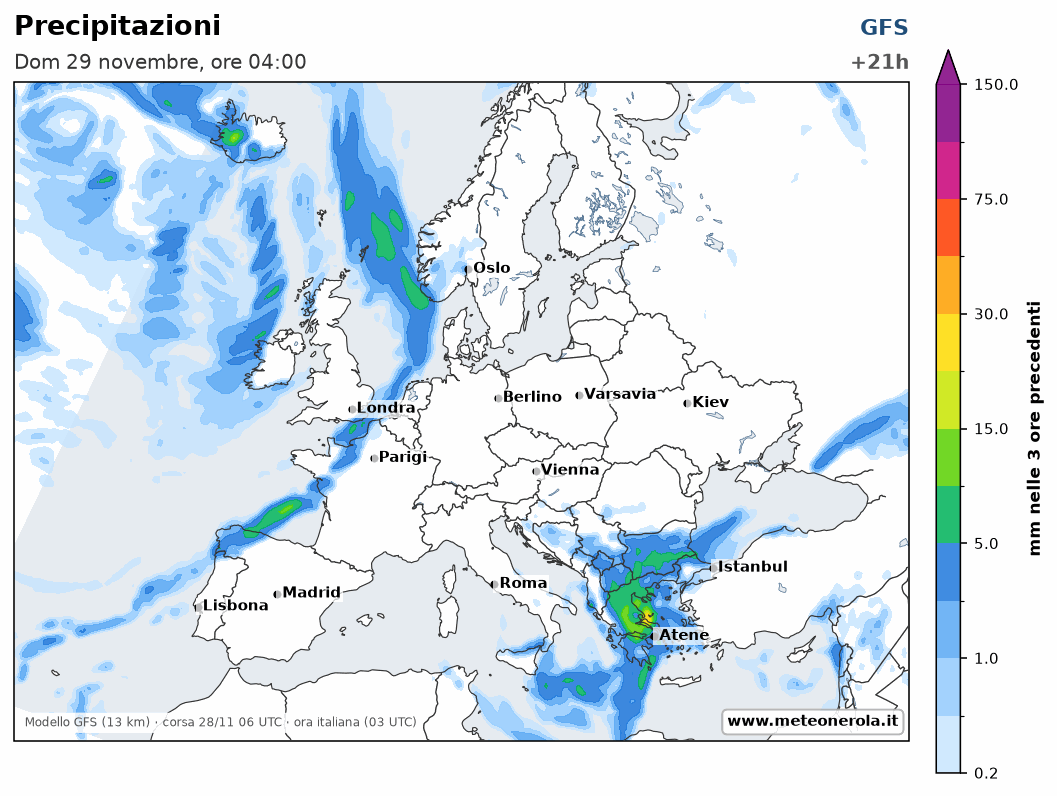 Precipitazioni
GFS
Dom 29 novembre, ore 04:00
+21h
150.0
75.0
30.0
15.0
5.0
1.0
0.2
mm nelle 3 ore precedenti
Oslo
Berlino
Varsavia
Kiev
Londra
Parigi
Vienna
Istanbul
Roma
Madrid
Lisbona
Atene
Modello GFS (13 km) · corsa 28/11 06 UTC · ora italiana (03 UTC)
www.meteonerola.it